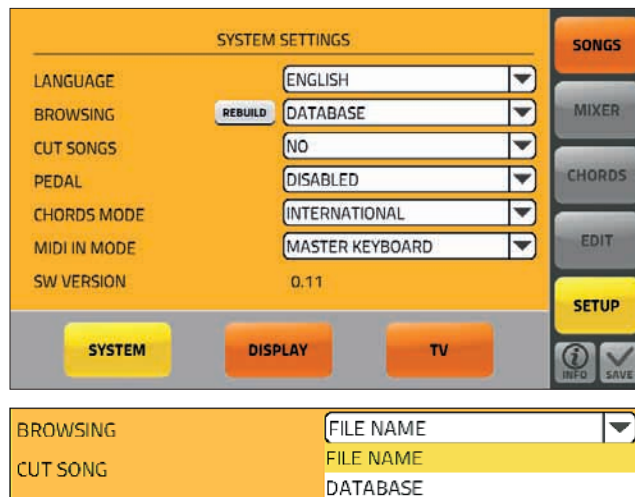 SYSTEM SETTINGS
LANGUAGE ENGLISH
BROWSING REBUILD DATABASE
CUT SONGS NO
PEDAL DISABLED
CHORDS MODE INTERNATIONAL
MIDI IN MODE MASTER KEYBOARD
SW VERSION 0.11
SYSTEM DISPLAY TV
SONGS
MIXER
CHORDS
EDIT
SETUP
INFO SAVE
BROWSING FILE NAME
FILE NAME
CUT SONG
DATABASE